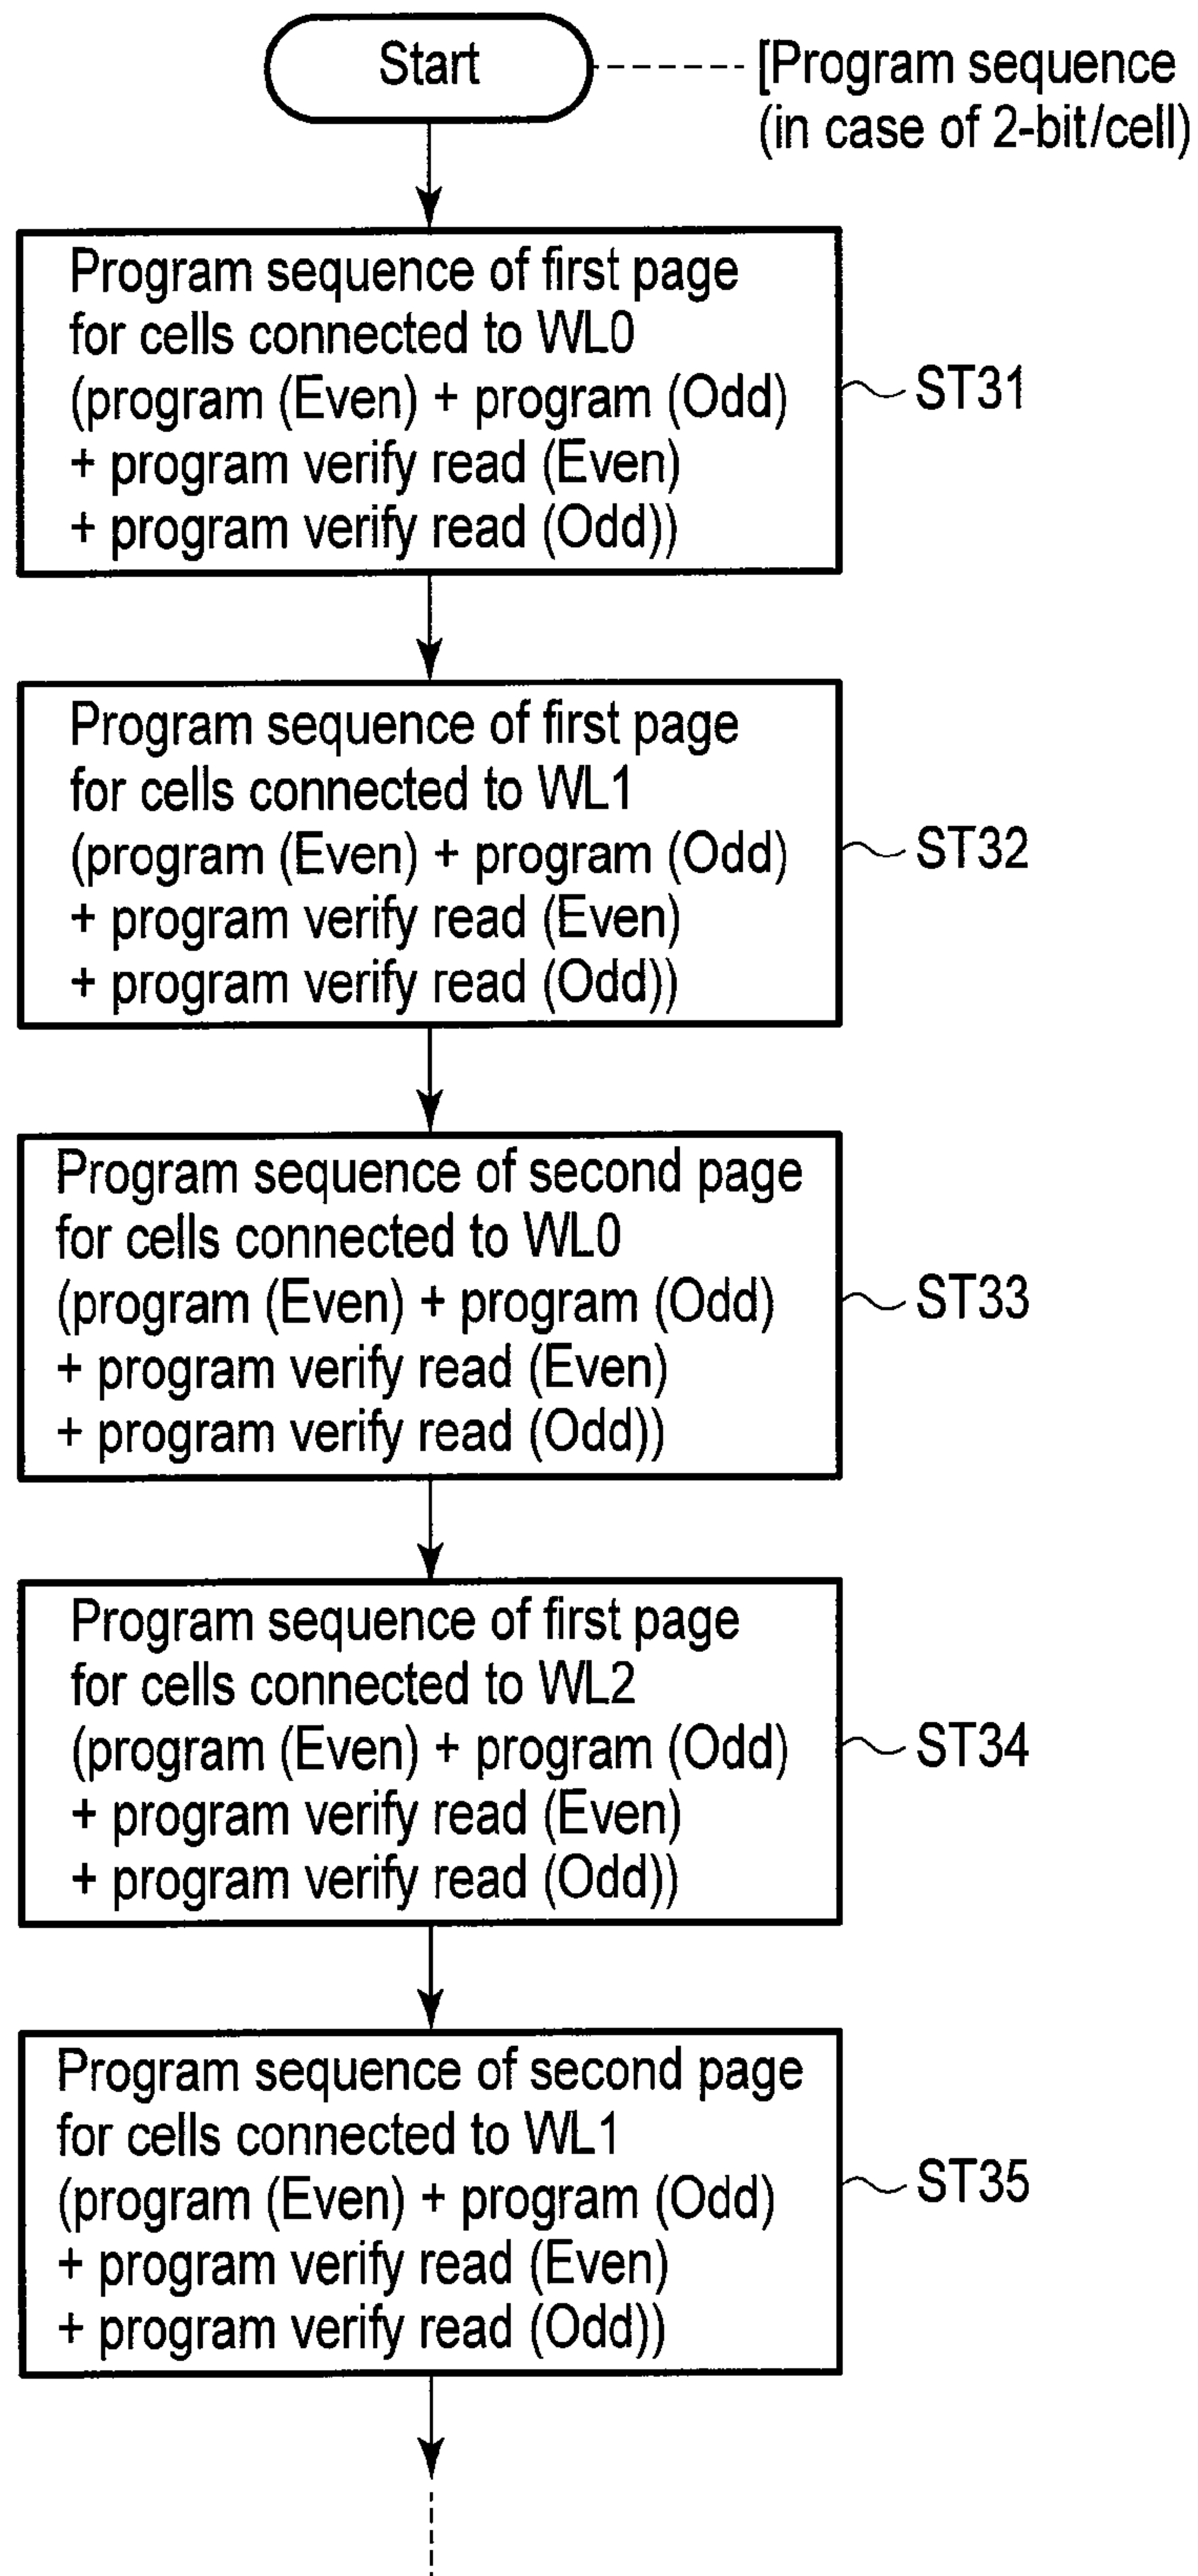 Start
[Program sequence
(in case of 2-bit/cell)
Program sequence of first page
for cells connected to WL0
(program (Even) + program (Odd)
+ program verify read (Even)
+ program verify read (Odd))
ST31
Program sequence of first page
for cells connected to WL1
(program (Even) + program (Odd)
+ program verify read (Even)
+ program verify read (Odd))
ST32
Program sequence of second page
for cells connected to WL0
(program (Even) + program (Odd)
+ program verify read (Even)
+ program verify read (Odd))
ST33
Program sequence of first page
for cells connected to WL2
(program (Even) + program (Odd)
+ program verify read (Even)
+ program verify read (Odd))
ST34
Program sequence of second page
for cells connected to WL1
(program (Even) + program (Odd)
+ program verify read (Even)
+ program verify read (Odd))
ST35